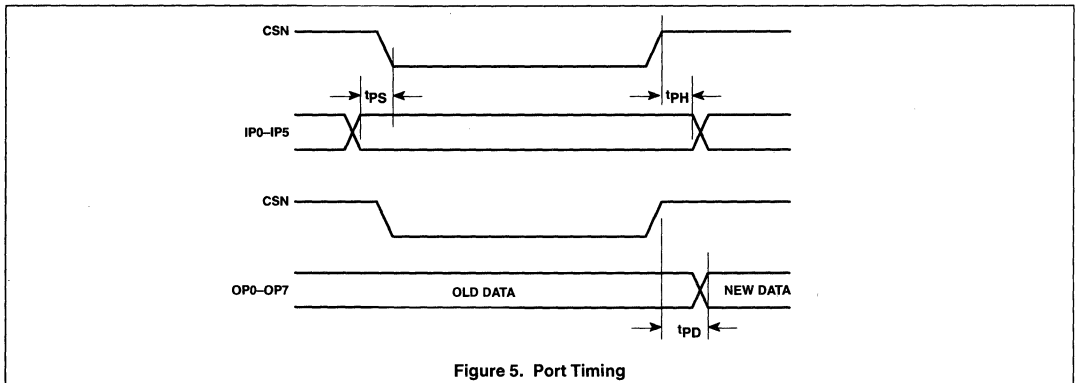 CSN
tPS
tPH
IP0–IP5
CSN
OP0–OP7
OLD DATA
NEW DATA
tPD
Figure 5. Port Timing